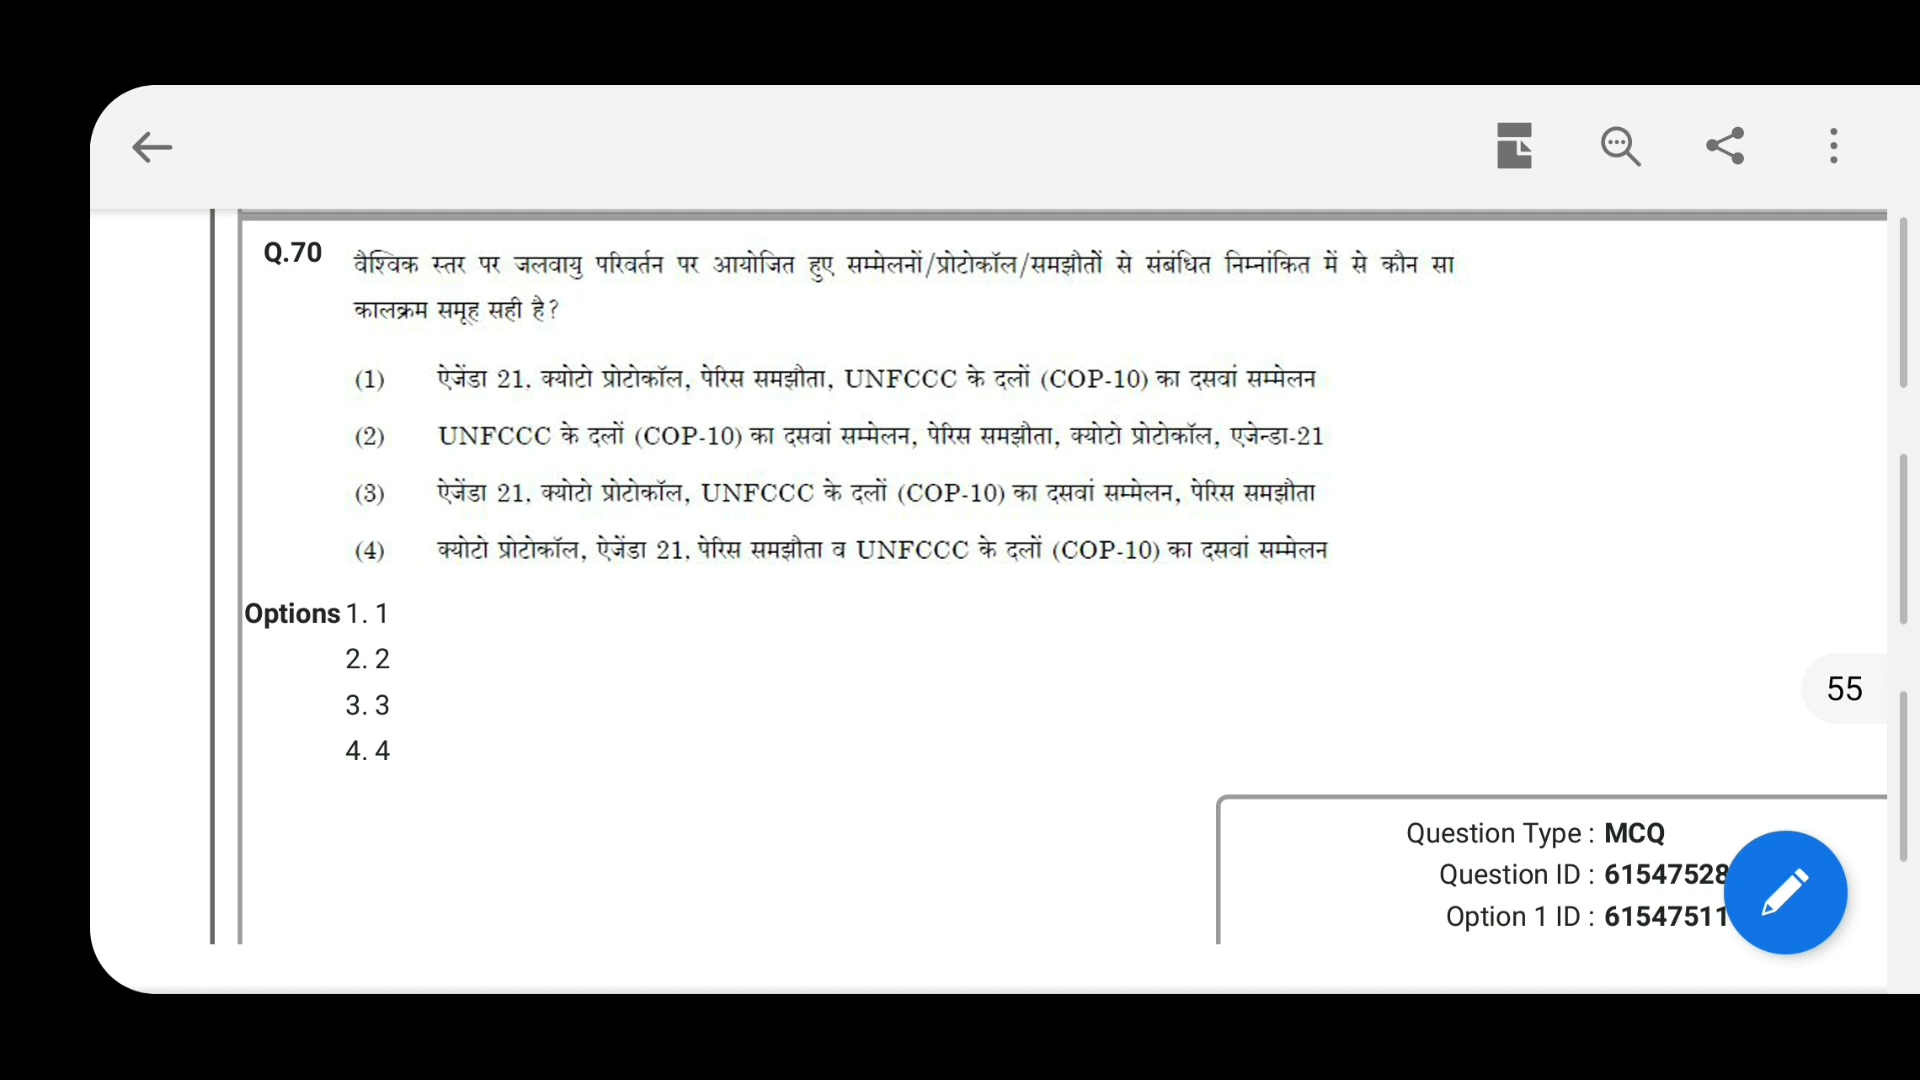 Q.70 वैश्विक स्तर पर जलवायु परिवर्तन पर आयोजित हुए सम्मेलनों/प्रोटोकॉल/समझौतों से संबंधित निम्नांकित में से कौन सा
कालक्रम समूह सही है?
(1) ऐजेंडा 21, क्योटो प्रोटोकॉल, पेरिस समझौता, UNFCCC के दलों (COP-10) का दसवां सम्मेलन
(2) UNFCCC के दलों (COP-10) का दसवां सम्मेलन, पेरिस समझौता, क्योटो प्रोटोकॉल, एजेन्डा-21
(3) ऐजेंडा 21, क्योटो प्रोटोकॉल, UNFCCC के दलों (COP-10) का दसवां सम्मेलन, पेरिस समझौता
(4) क्योटो प्रोटोकॉल, ऐजेंडा 21, पेरिस समझौता व UNFCCC के दलों (COP-10) का दसवां सम्मेलन
Options 1. 1
2. 2
3. 3
4. 4
55
Question Type : MCQ
Question ID : 61547528
Option 1 ID : 61547511